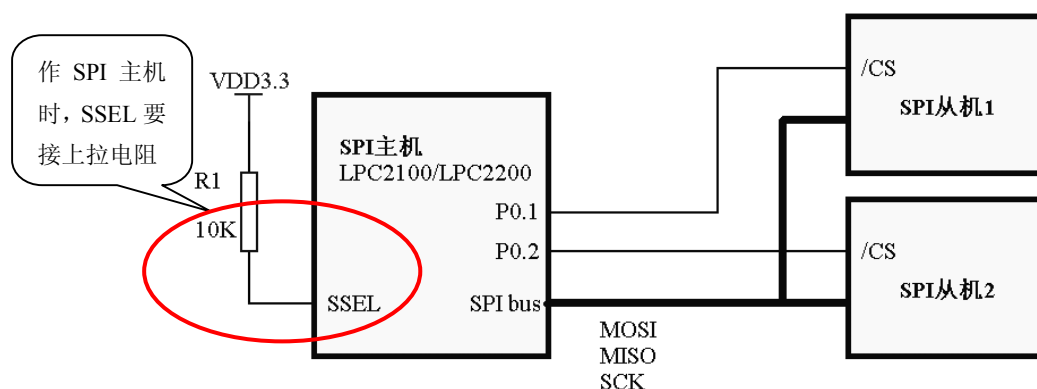 作 SPI 主机
时，SSEL 要
接上拉电阻
VDD3.3
R1
10K
SPI主机
LPC2100/LPC2200
P0.1
P0.2
SSEL
SPI bus
MOSI
MISO
SCK
/CS
SPI从机1
/CS
SPI从机2